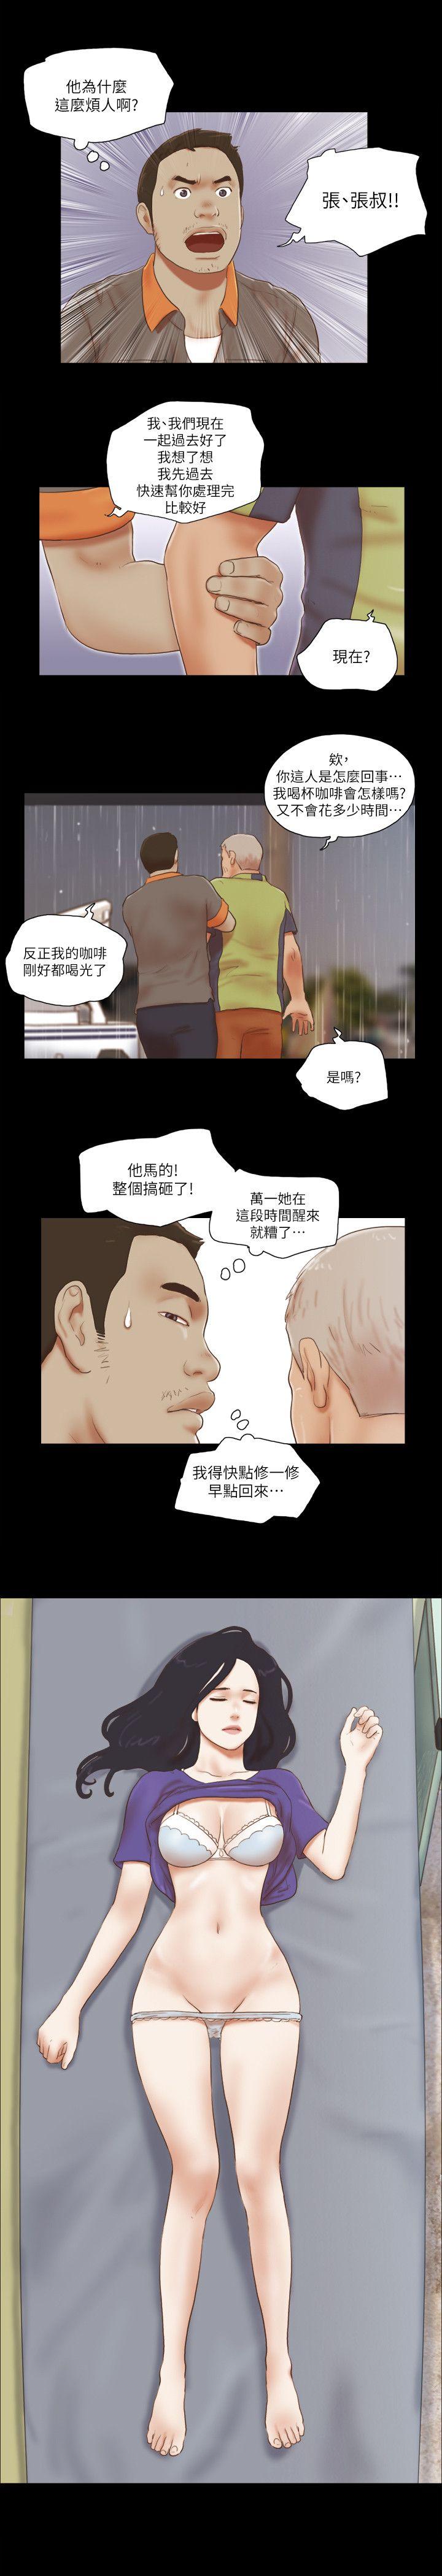 他為什麼
這麼煩人啊?
張、張叔!!
我、我們現在
一起過去好了
我想了想
我先過去
快速幫你處理完
比較好
現在?
欸，
你這人是怎麼回事⋯
我喝杯咖啡會怎樣嗎?
又不會花多少時間⋯
反正我的咖啡
剛好都喝光了
是嗎?
他馬的!
整個搞砸了!
萬一她在
這段時間醒來
就糟了⋯
我得快點修一修
早點回來⋯